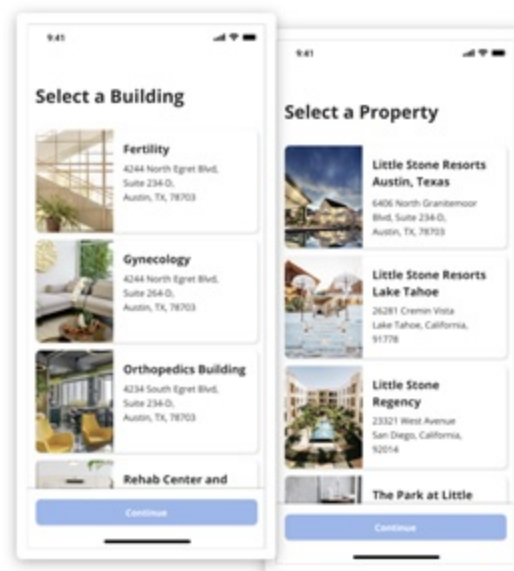 9:41
Select a Building
Fertility
4244 North Egret Blvd,
Suite 234-D,
Austin, TX, 78703
Gynecology
4244 North Egret Blvd,
Suite 264-D,
Austin, TX, 78703
Orthopedics Building
4234 South Egret Blvd,
Suite 234-D,
Austin, TX, 78703
Rehab Center and
Continue
9:41
Select a Property
Little Stone Resorts
Austin, Texas
6406 North Granitemoor
Blvd, Suite 234-D,
Austin, TX, 78703
Little Stone Resorts
Lake Tahoe
26281 Cremin Vista
Lake Tahoe, California,
91778
Little Stone
Regency
23321 West Avenue
San Diego, California,
92014
The Park at Little
Continue